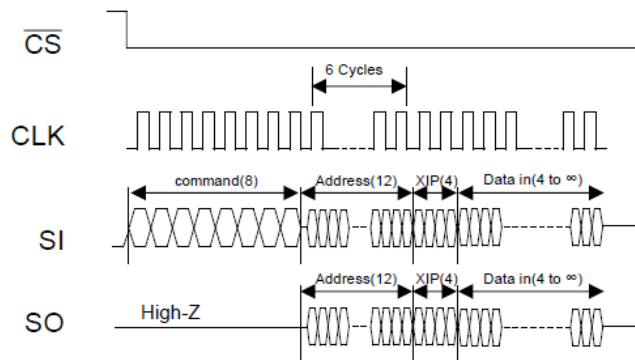 CS
6 Cycles
CLK
command(8) Address(12) XIP(4) Data in(4 to ∞)
SI
Address(12) XIP(4) Data in(4 to ∞)
High-Z
SO